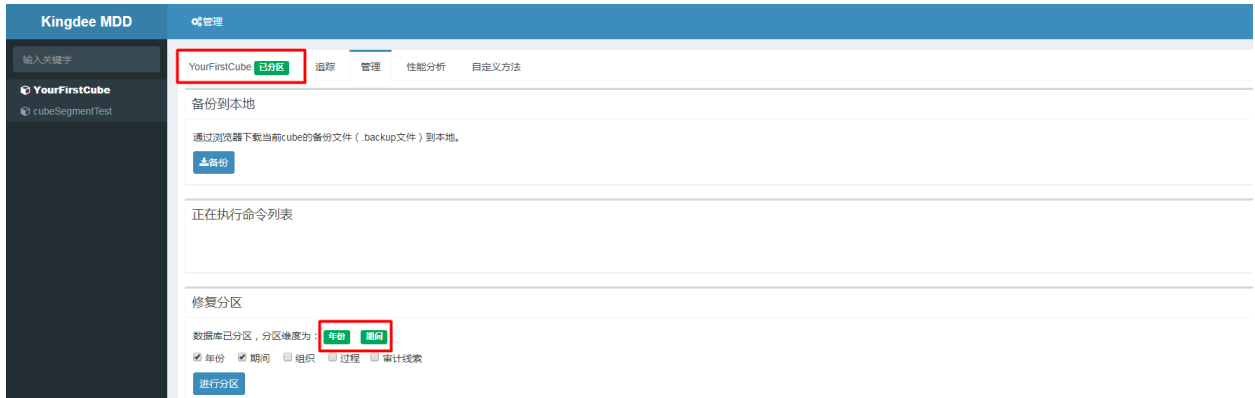 Kingdee MDD
管理
输入关键字
YourFirstCube
cubeSegmentTest
YourFirstCube 已分区 追踪 管理 性能分析 自定义方法
备份到本地
通过浏览器下载当前cube的备份文件（ .backup文件 ）到本地。
备份
正在执行命令列表
修复分区
数据库已分区，分区维度为： 年份 期间
年份 期间 组织 过程 审计线索
进行分区